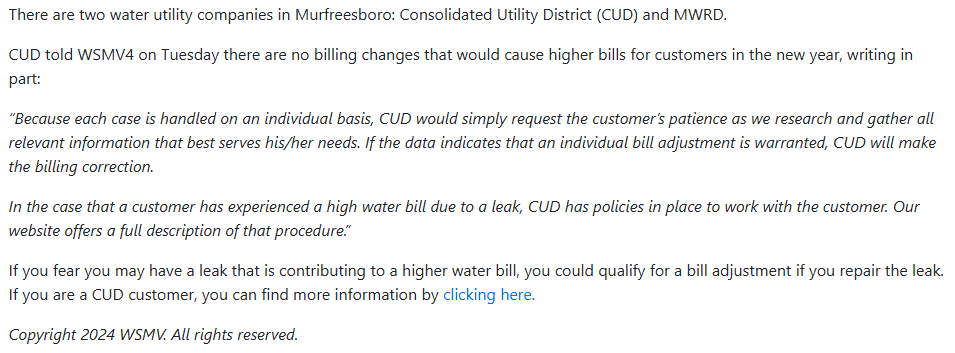 There are two water utility companies in Murfreesboro: Consolidated Utility District (CUD) and MWRD.
CUD told WSMV4 on Tuesday there are no billing changes that would cause higher bills for customers in the new year, writing in
part:
“Because each case is handled on an individual basis, CUD would simply request the customer’s patience as we research and gather all
relevant information that best serves his/her needs. If the data indicates that an individual bill adjustment is warranted, CUD will make
the billing correction.
In the case that a customer has experienced a high water bill due to a leak, CUD has policies in place to work with the customer. Our
website offers a full description of that procedure.”
If you fear you may have a leak that is contributing to a higher water bill, you could qualify for a bill adjustment if you repair the leak.
If you are a CUD customer, you can find more information by clicking here.
Copyright 2024 WSMV. All rights reserved.